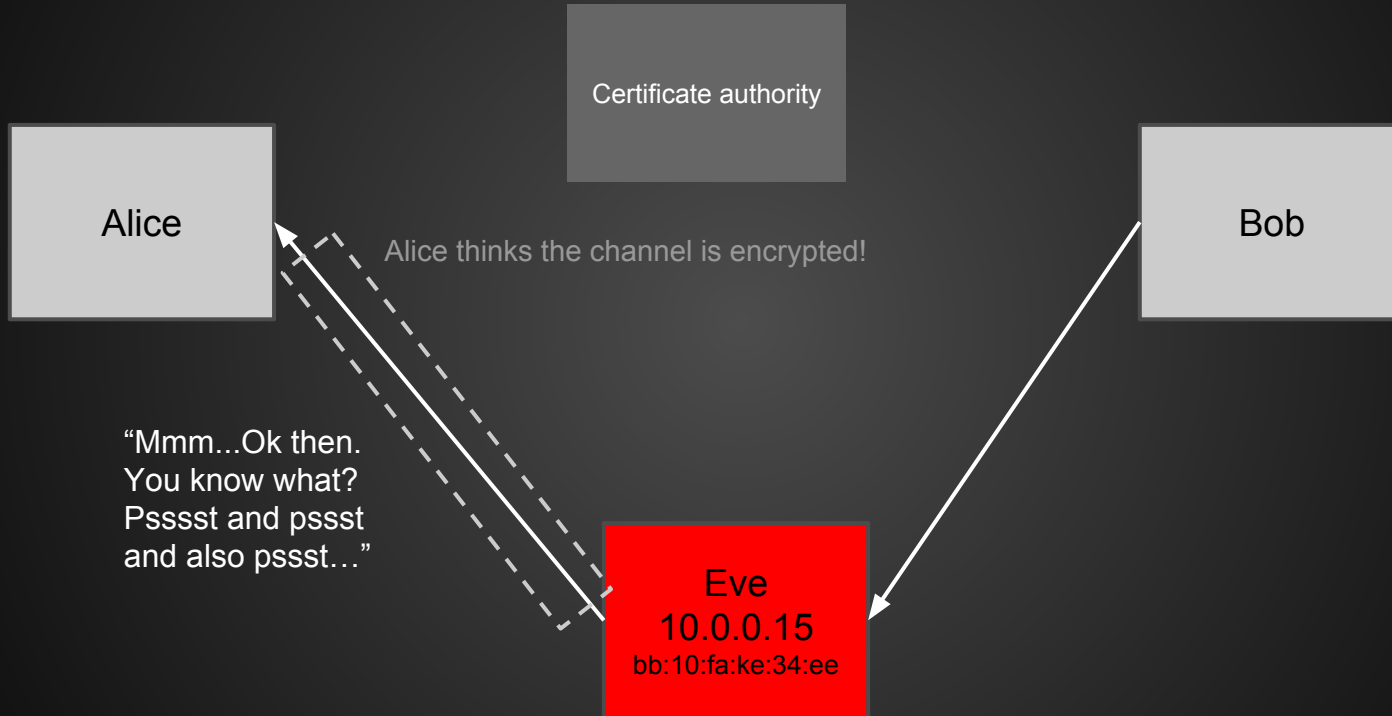 Certificate authority
Alice
Bob
Alice thinks the channel is encrypted!
“Mmm...Ok then.
You know what?
Psssst and pssst
and also pssst…”
Eve
10.0.0.15
bb:10:fa:ke:34:ee